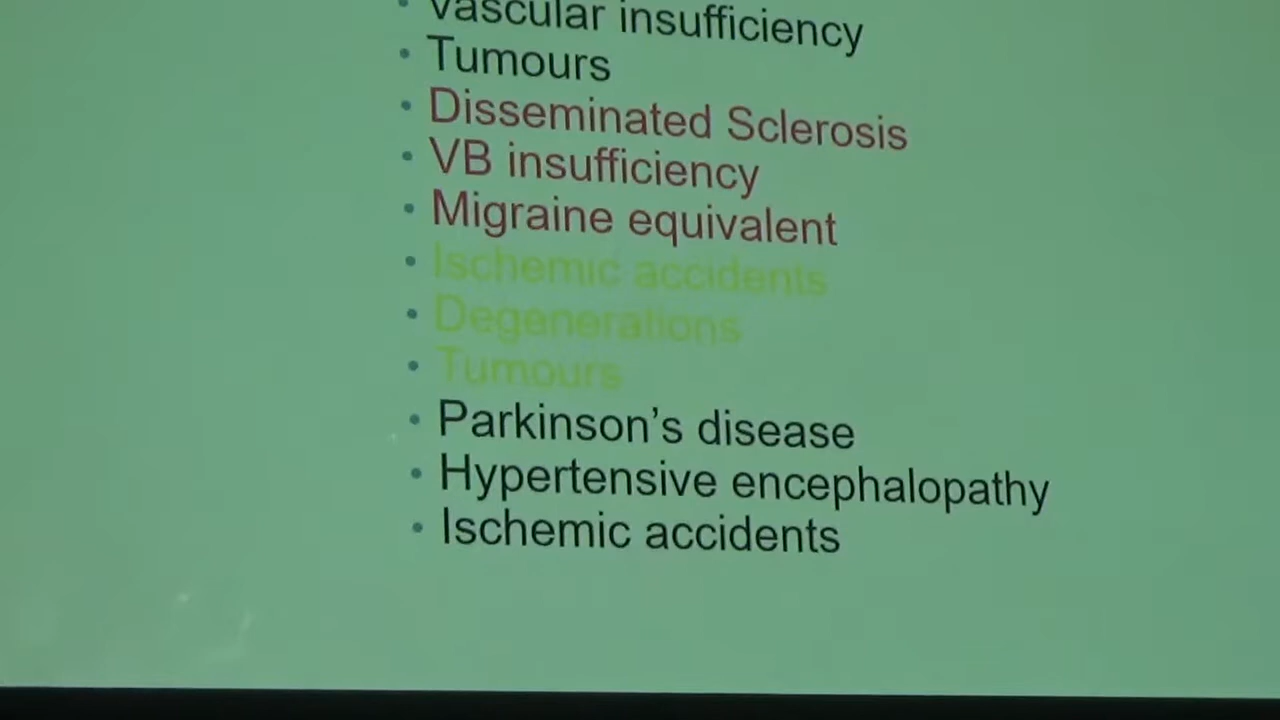 • Vascular insufficiency
• Tumours
• Disseminated Sclerosis
• VB insufficiency
• Migraine equivalent
• Ischemic accidents
• Degenerations
• Tumours
• Parkinson’s disease
• Hypertensive encephalopathy
• Ischemic accidents